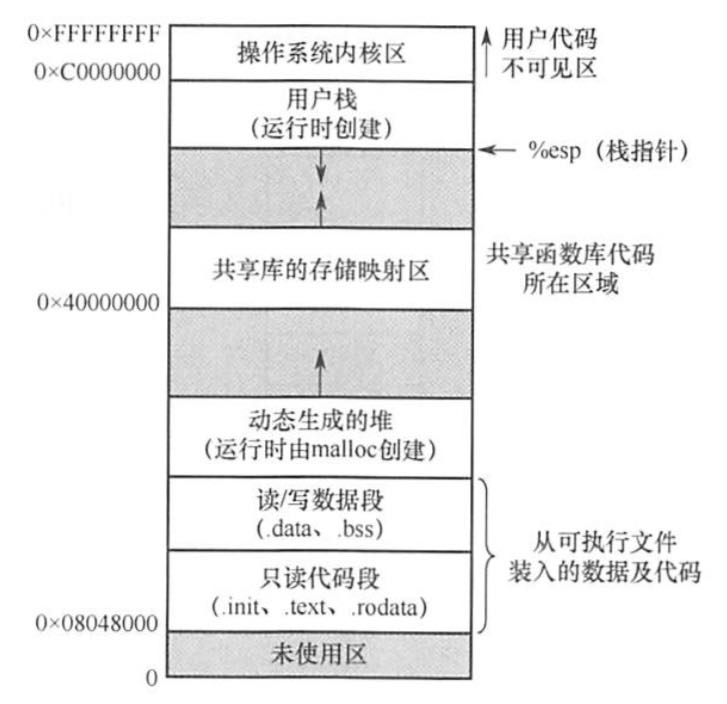 0×FFFFFFFF
操作系统内核区
用户代码
不可见区
0×C0000000
用户栈
(运行时创建)
%esp（栈指针）
共享库的存储映射区
共享函数库代码
所在区域
0×40000000
动态生成的堆
(运行时由malloc创建)
读/写数据段
(.data、.bss)
只读代码段
(.init、.text、.rodata)
从可执行文件
装入的数据及代码
0×08048000
未使用区
0